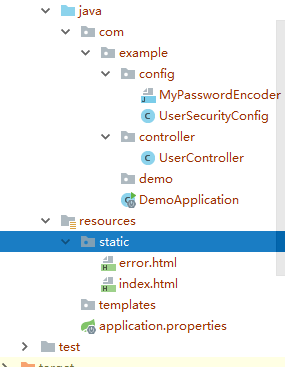 java
com
example
config
MyPasswordEncoder
UserSecurityConfig
controller
UserController
demo
DemoApplication
resources
static
error.html
index.html
templates
application.properties
test
target